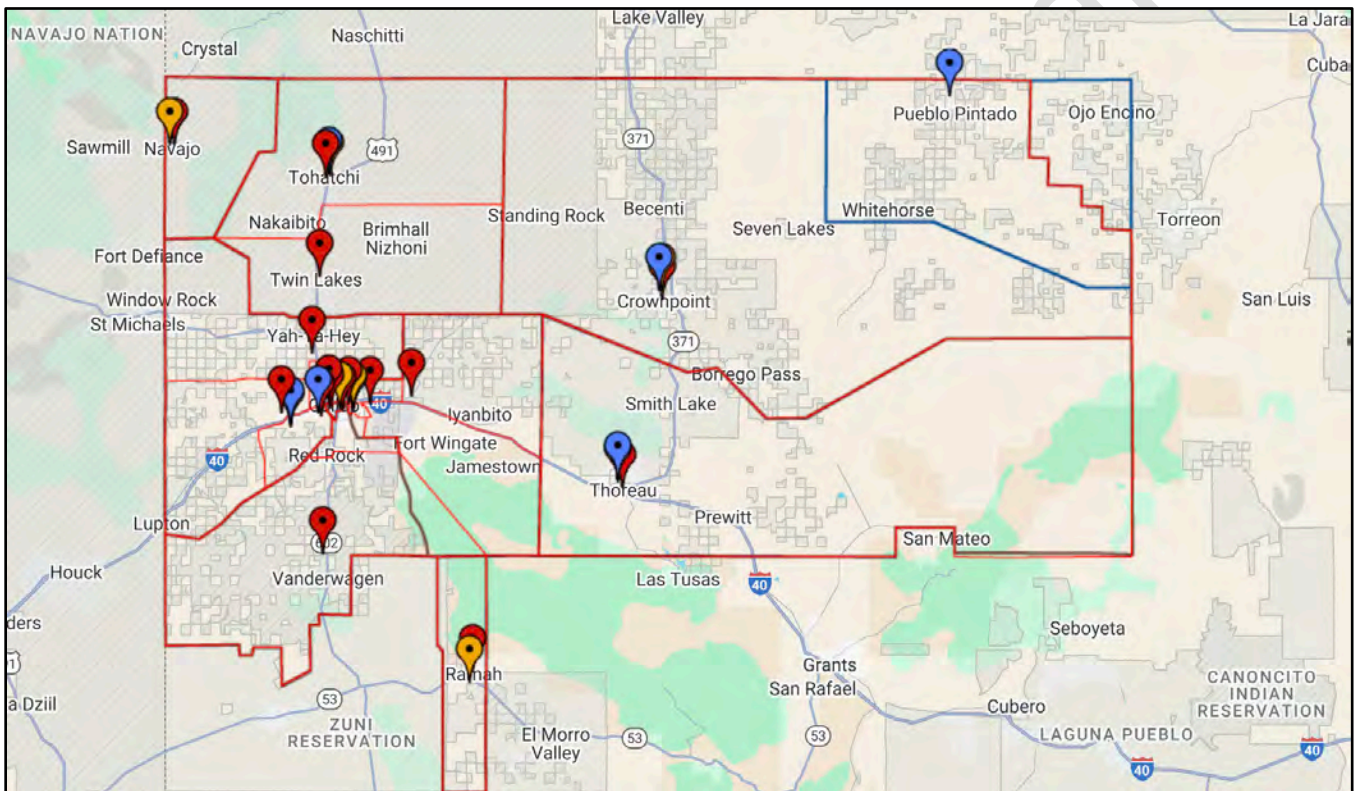 Lake Valley
La Jara
NAVAJO NATION
Naschitti
Crystal
Cuba
371
Pueblo Pintado
Ojo Encino
Sawmill
Navajo
491
Tohatchi
Becenti
Whitehorse
Standing Rock
Nakaibito
Brimhall
Nizhoni
Seven Lakes
Torreon
Fort Defiance
Twin Lakes
Crownpoint
Window Rock
San Luis
St Michaels
371
Borrego Pass
40
Smith Lake
Iyanbito
Fort Wingate
Red Rock
Jamestown
40
Thoreau
Prewitt
Lupton
602
San Mateo
Houck
Vanderwagen
Las Tusas
40
ders
Seboyeta
Ramah
Grants
San Rafael
CANONCITO
INDIAN
RESERVATION
a Dziil
53
Cubero
ZUNI
RESERVATION
El Morro
Valley
53
53
LAGUNA PUEBLO
40
40